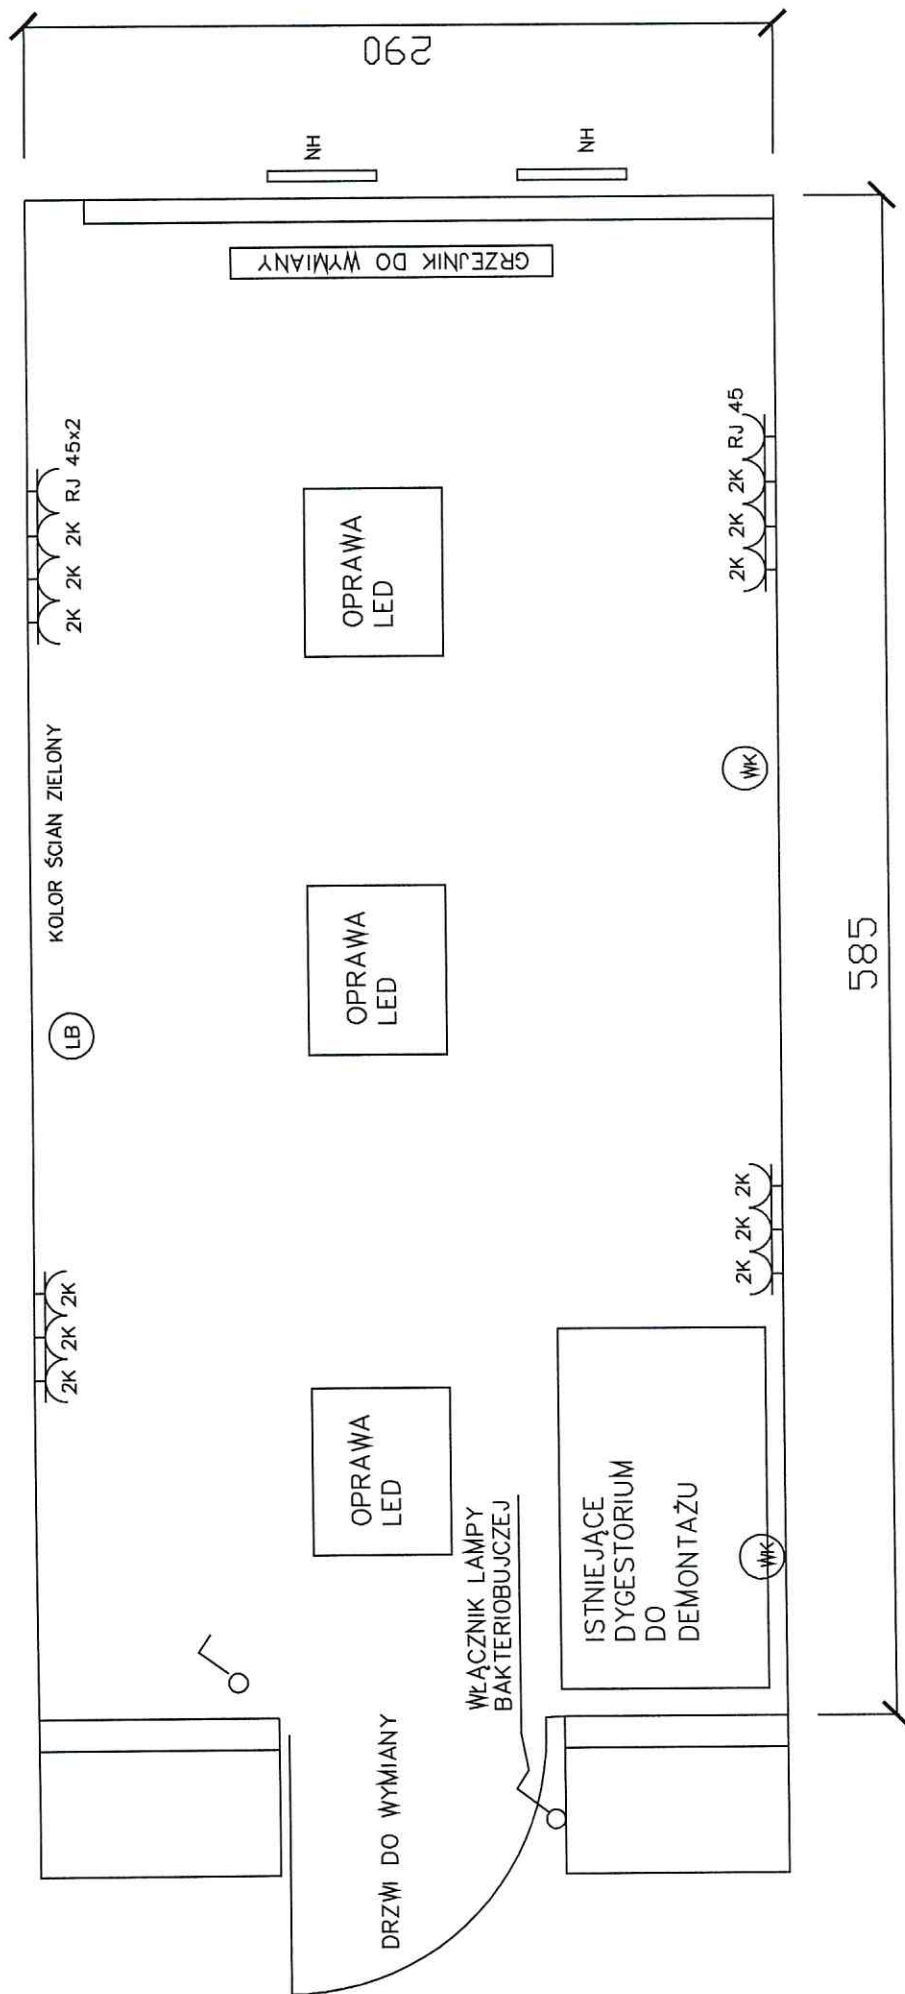 290
NH
NH
GRZEJNIK DO WYMIANY
2K 2K 2K RJ 45x2
2K 2K 2K RJ 45
OPRAWA
LED
KOLOR ŚCIAN ZIELONY
WK
LB
OPRAWA
LED
585
2K 2K 2K
2K 2K 2K
OPRAWA
LED
WŁĄCZNIK LAMPY
BAKTERIOBUJCZEJ
ISTNIEJĄCE
DYGESTORIUM
DO
DEMONTAŻU
WK
DRZWI DO WYMIANY